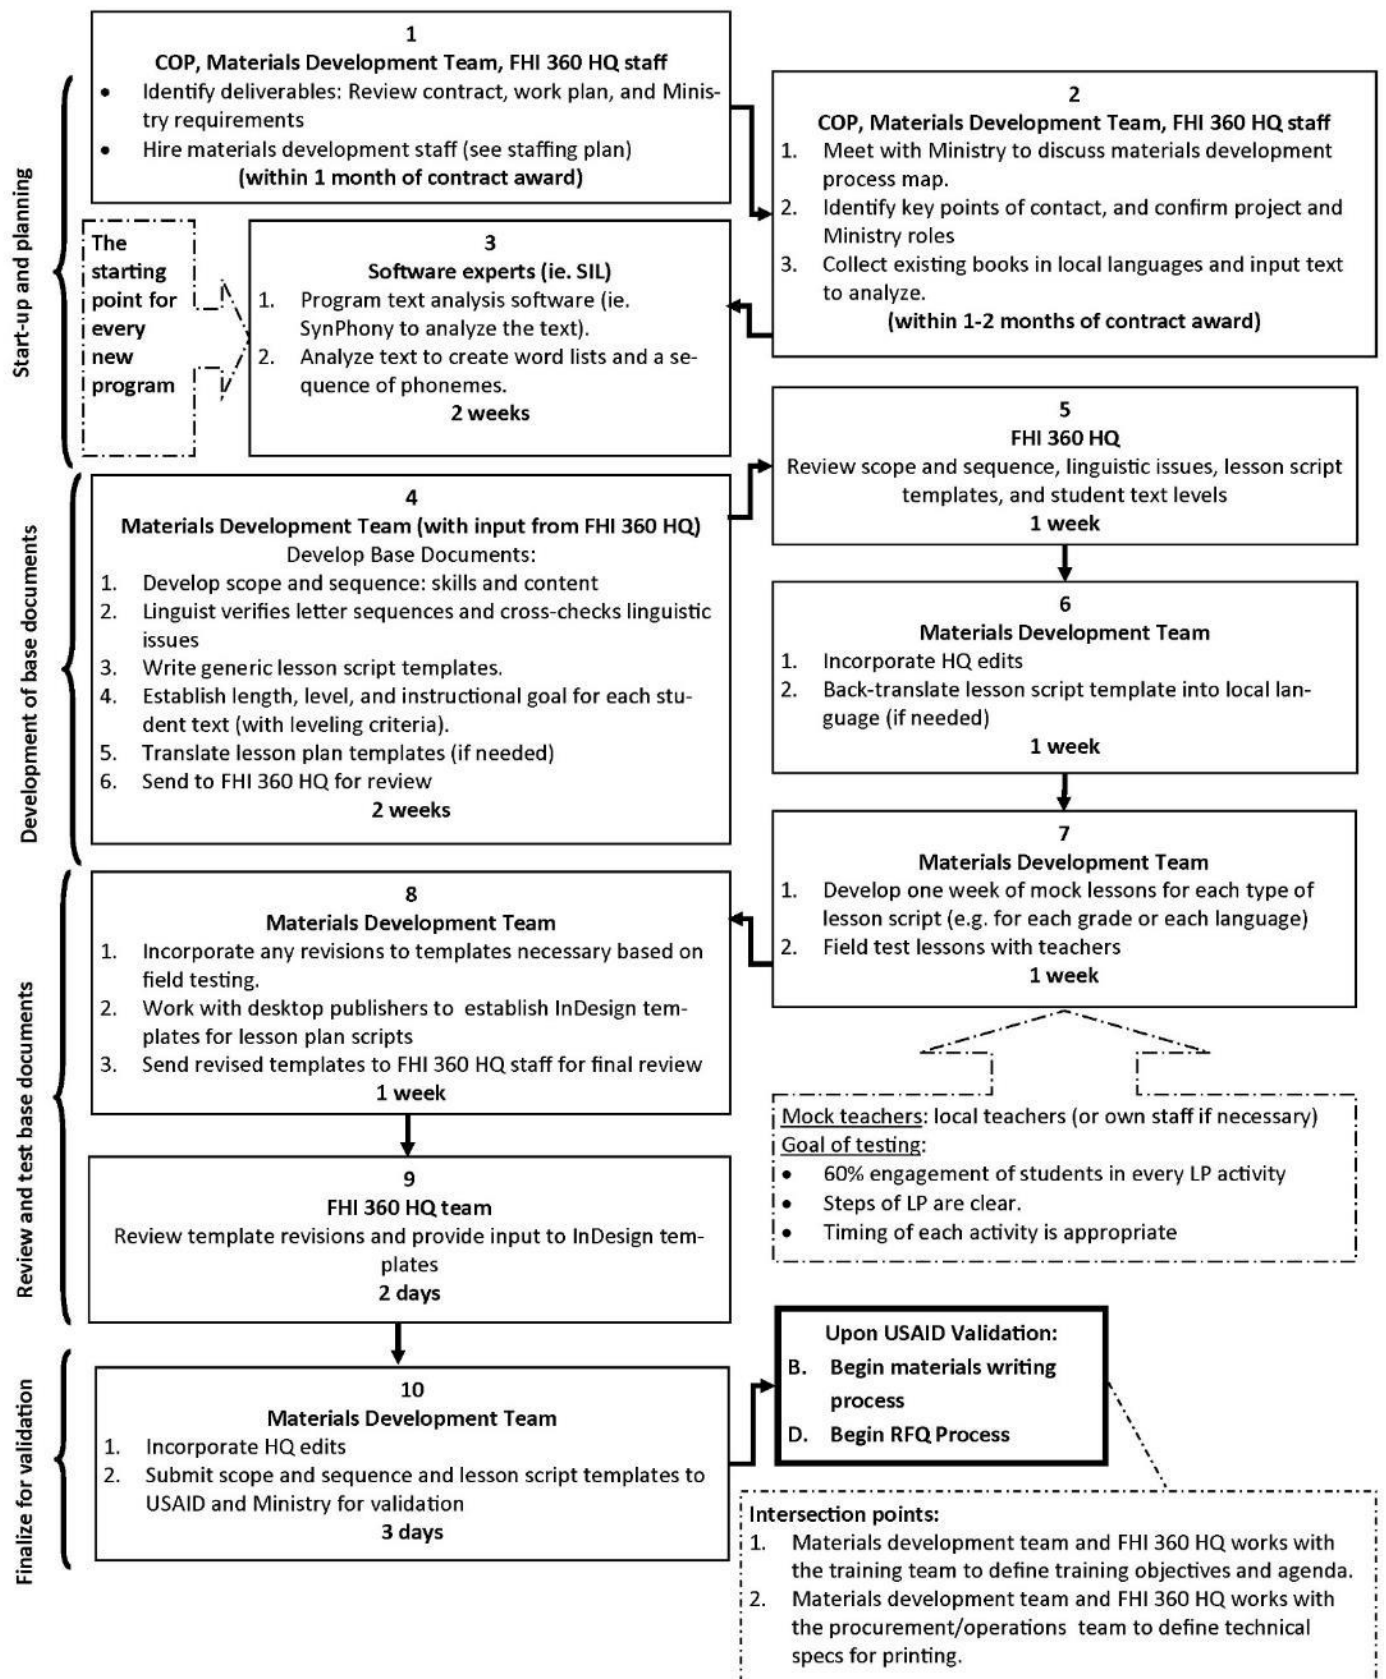 Start-up and planning
1
COP, Materials Development Team, FHI 360 HQ staff
• Identify deliverables: Review contract, work plan, and Minis-
try requirements
• Hire materials development staff (see staffing plan)
(within 1 month of contract award)
2
COP, Materials Development Team, FHI 360 HQ staff
1. Meet with Ministry to discuss materials development
process map.
2. Identify key points of contact, and confirm project and
Ministry roles
3. Collect existing books in local languages and input text
to analyze.
(within 1-2 months of contract award)
The
starting
point for
every
new
program
3
Software experts (ie. SIL)
1. Program text analysis software (ie.
SynPhony to analyze the text).
2. Analyze text to create word lists and a se-
quence of phonemes.
2 weeks
Development of base documents
4
Materials Development Team (with input from FHI 360 HQ)
Develop Base Documents:
1. Develop scope and sequence: skills and content
2. Linguist verifies letter sequences and cross-checks linguistic
issues
3. Write generic lesson script templates.
4. Establish length, level, and instructional goal for each stu-
dent text (with leveling criteria).
5. Translate lesson plan templates (if needed)
6. Send to FHI 360 HQ for review
2 weeks
5
FHI 360 HQ
Review scope and sequence, linguistic issues, lesson script
templates, and student text levels
1 week
6
Materials Development Team
1. Incorporate HQ edits
2. Back-translate lesson script template into local lan-
guage (if needed)
1 week
7
Materials Development Team
1. Develop one week of mock lessons for each type of
lesson script (e.g. for each grade or each language)
2. Field test lessons with teachers
1 week
Mock teachers: local teachers (or own staff if necessary)
Goal of testing:
• 60% engagement of students in every LP activity
• Steps of LP are clear.
• Timing of each activity is appropriate
Review and test base documents
8
Materials Development Team
1. Incorporate any revisions to templates necessary based on
field testing.
2. Work with desktop publishers to establish InDesign tem-
plates for lesson plan scripts
3. Send revised templates to FHI 360 HQ staff for final review
1 week
9
FHI 360 HQ team
Review template revisions and provide input to InDesign tem-
plates
2 days
Finalize for validation
10
Materials Development Team
1. Incorporate HQ edits
2. Submit scope and sequence and lesson script templates to
USAID and Ministry for validation
3 days
Upon USAID Validation:
B. Begin materials writing
process
D. Begin RFQ Process
Intersection points:
1. Materials development team and FHI 360 HQ works with
the training team to define training objectives and agenda.
2. Materials development team and FHI 360 HQ works with
the procurement/operations team to define technical
specs for printing.